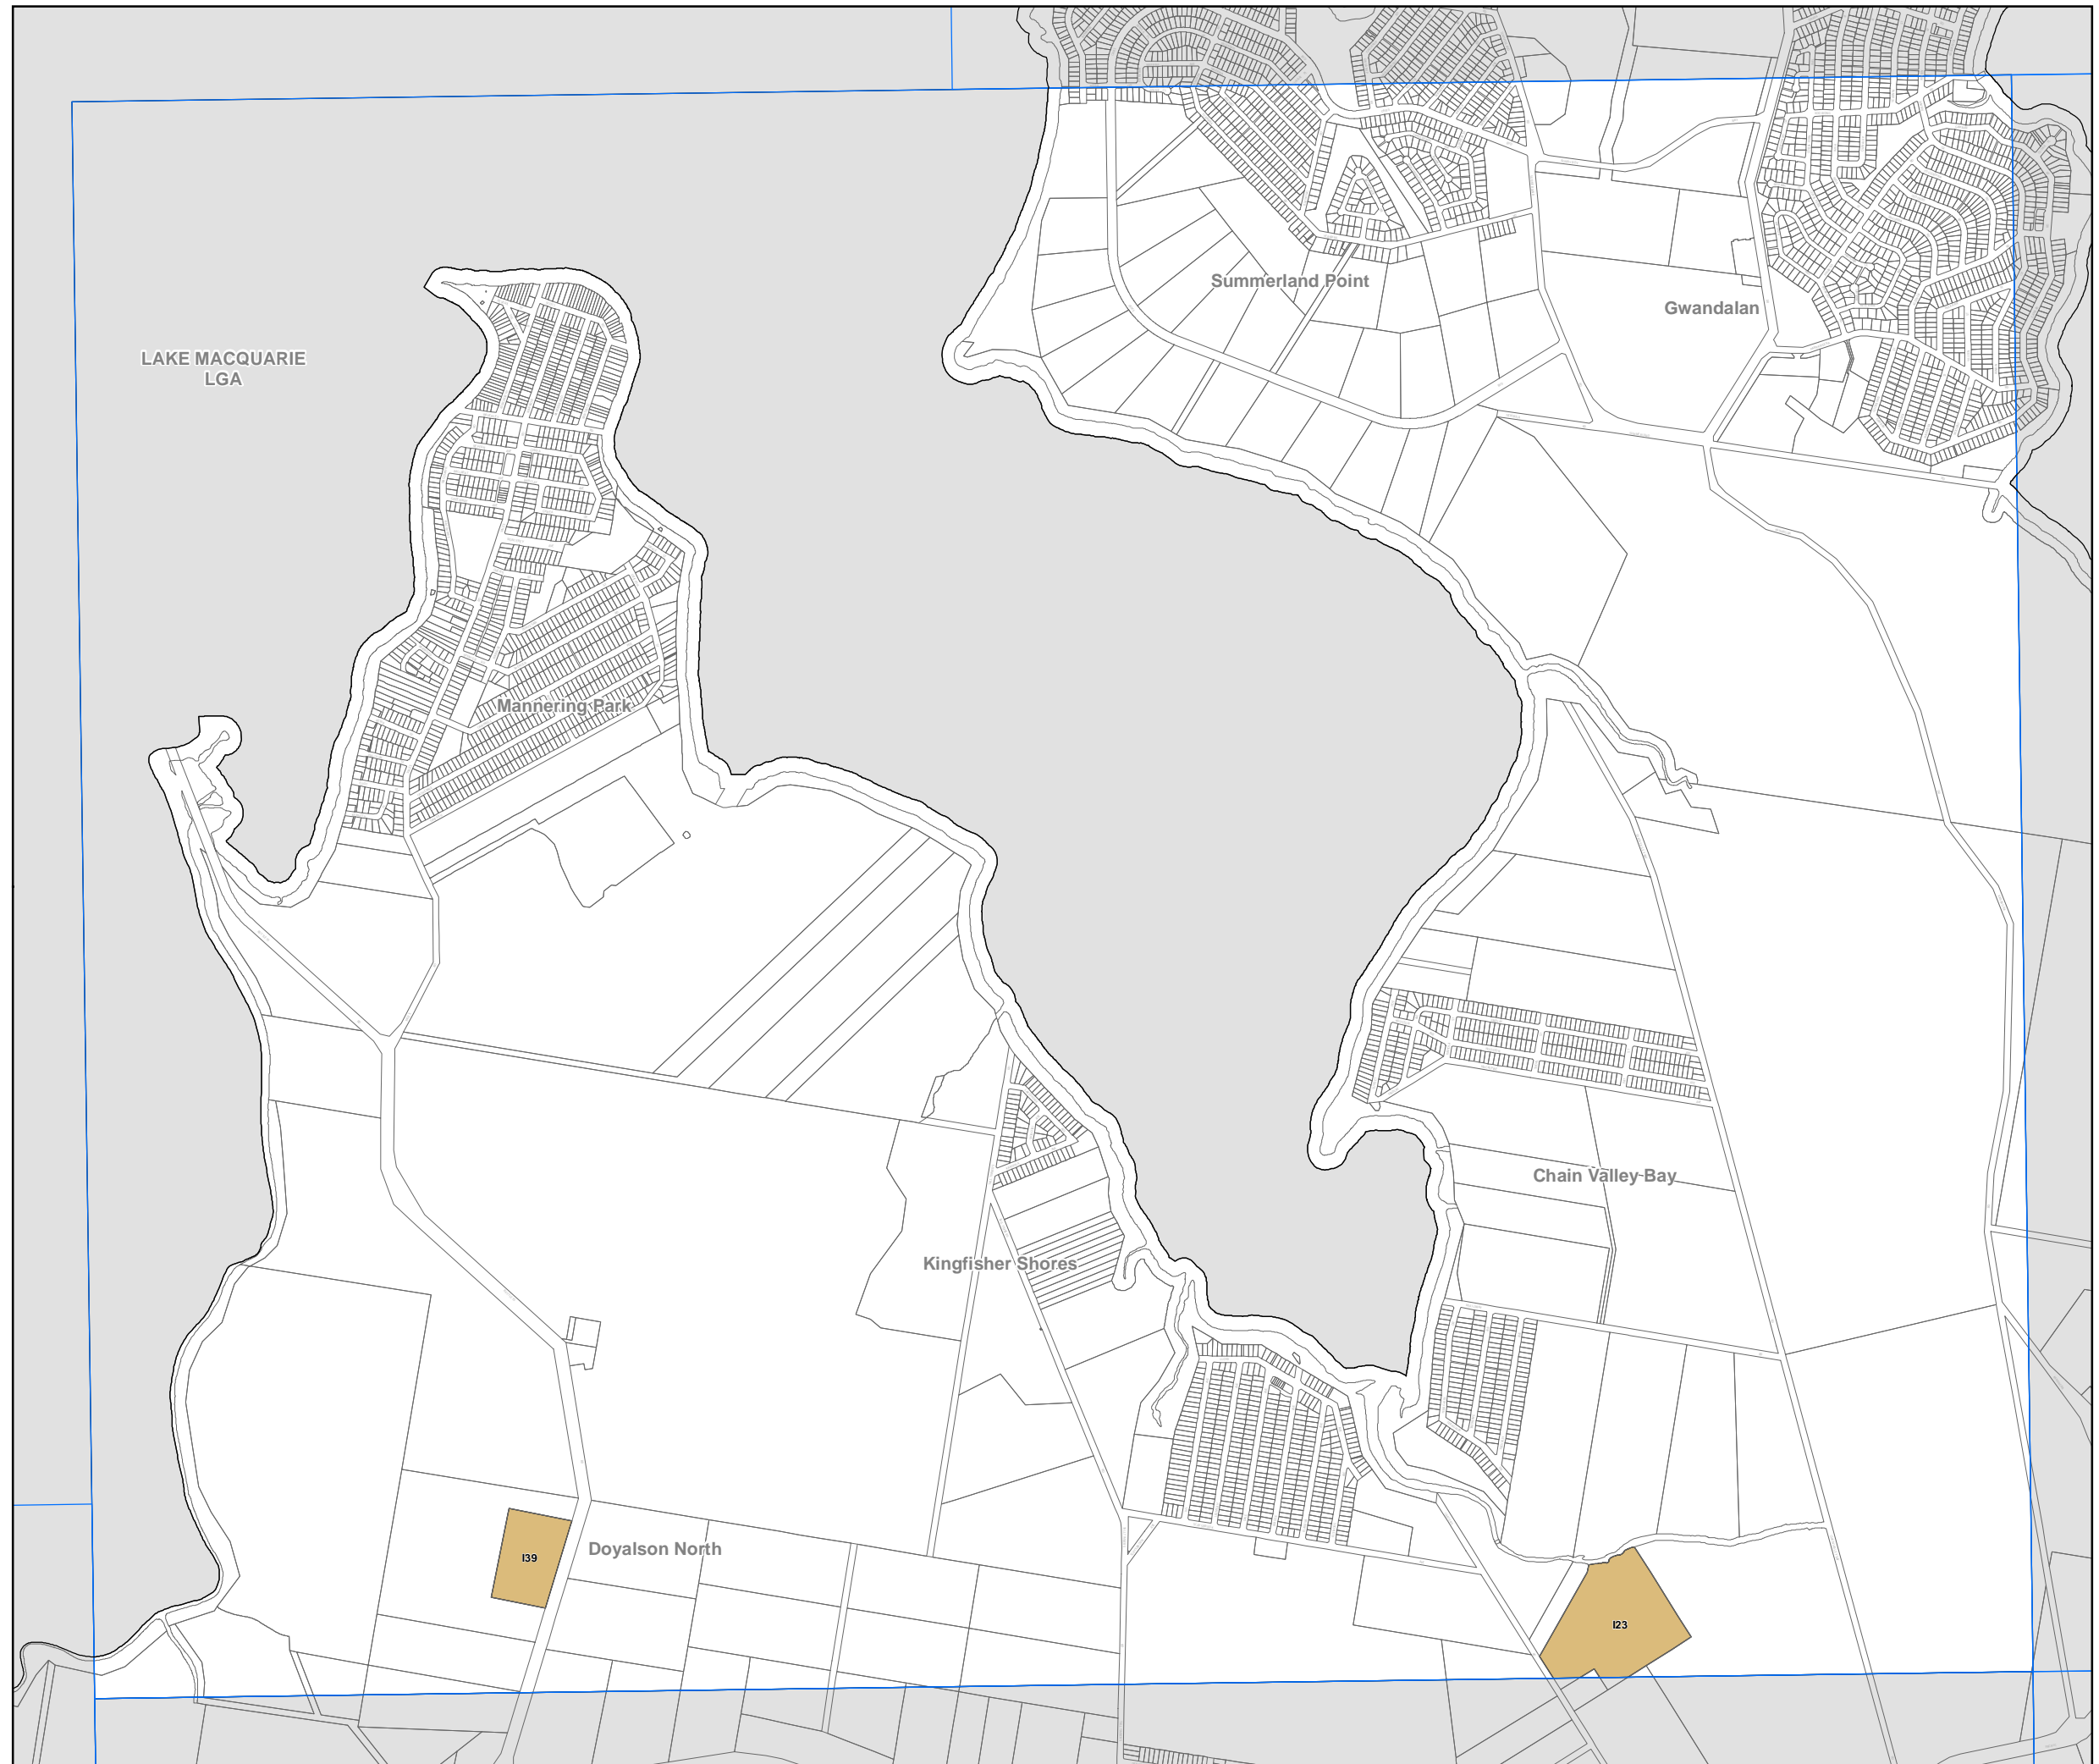 Summerland Point
Gwandalan
LAKE MACQUARIE
LGA
Mannering Park
Chain Valley Bay
Kingfisher Shores
Doyalson North
I39
I23